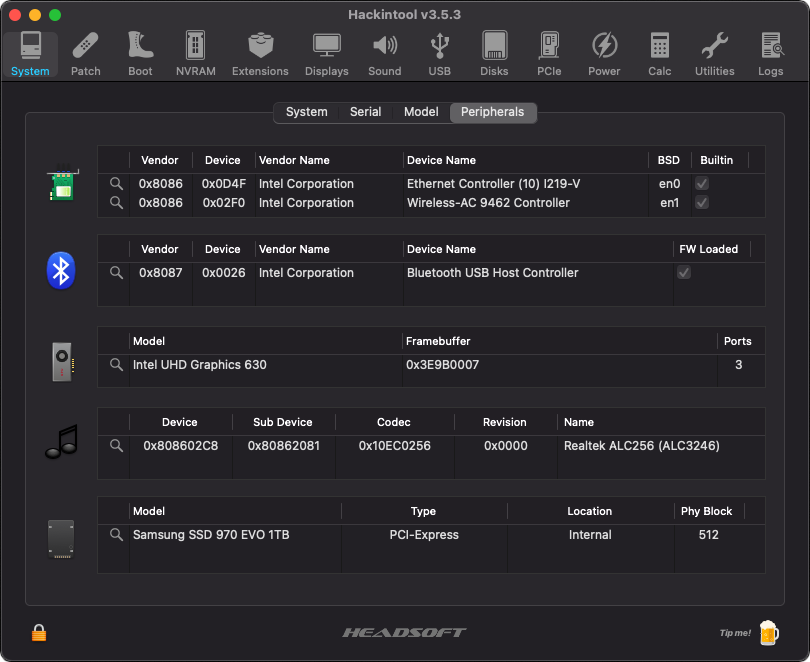 Hackintool v3.5.3
System Patch Boot NVRAM Extensions Displays Sound USB Disks PCIe Power Calc Utilities Logs
System Serial Model Peripherals
Vendor Device Vendor Name Device Name BSD Builtin
0x8086 0x0D4F Intel Corporation Ethernet Controller (10) I219-V en0
0x8086 0x02F0 Intel Corporation Wireless-AC 9462 Controller en1
Vendor Device Vendor Name Device Name FW Loaded
0x8087 0x0026 Intel Corporation Bluetooth USB Host Controller
Model Framebuffer Ports
Intel UHD Graphics 630 0x3E9B0007 3
Device Sub Device Codec Revision Name
0x808602C8 0x80862081 0x10EC0256 0x0000 Realtek ALC256 (ALC3246)
Model Type Location Phy Block
Samsung SSD 970 EVO 1TB PCI-Express Internal 512
HEADSOFT
Tip me!